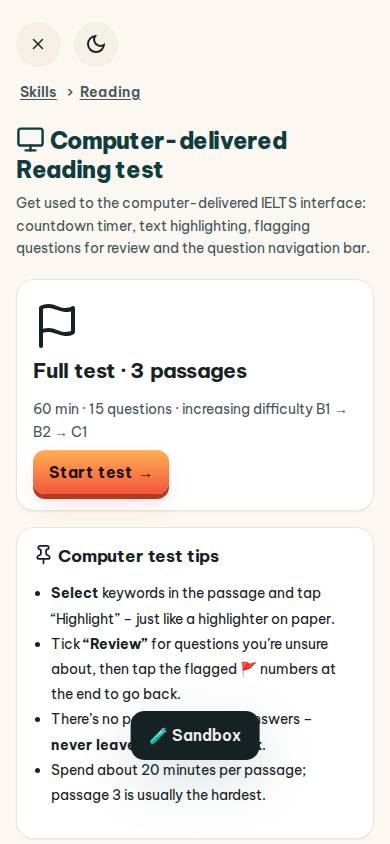 Skills › Reading
Computer-delivered
Reading test
Get used to the computer-delivered IELTS interface:
countdown timer, text highlighting, flagging
questions for review and the question navigation bar.
Full test · 3 passages
60 min · 15 questions · increasing difficulty B1 →
B2 → C1
Start test →
Computer test tips
• Select keywords in the passage and tap
“Highlight” – just like a highlighter on paper.
• Tick “Review” for questions you’re unsure
about, then tap the flagged 🚩 numbers at
the end to go back.
• There’s no
never
🧪 Sandbox
• Spend about 20 minutes per passage;
passage 3 is usually the hardest.